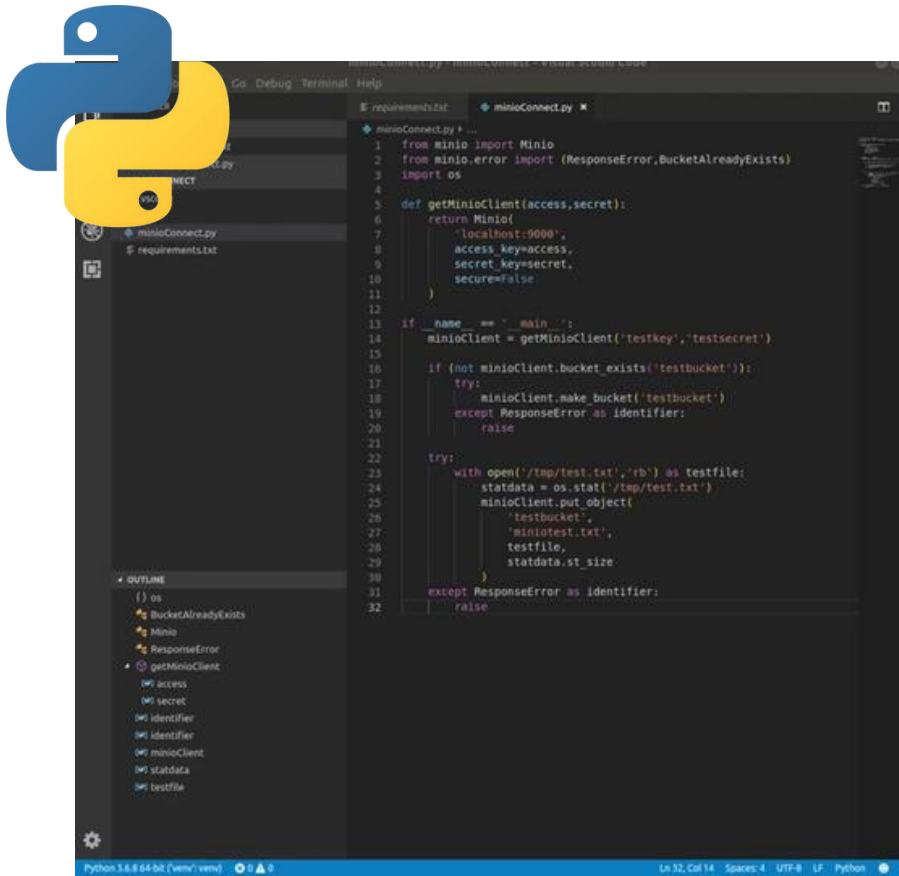 minioConnect.py - minioConnect - Visual Studio Code
Go Debug Terminal Help
requirements.txt
minioConnect.py ×
minioConnect.py › ...
minioConnect.py
requirements.txt
1 from minio import Minio
2 from minio.error import (ResponseError,BucketAlreadyExists)
3 import os
4
5 def getMinioClient(access,secret):
6 return Minio(
7 'localhost:9000',
8 access_key=access,
9 secret_key=secret,
10 secure=False
11 )
12
13 if __name__ == '__main__':
14 minioClient = getMinioClient('testkey','testsecret')
15
16 if (not minioClient.bucket_exists('testbucket')):
17 try:
18 minioClient.make_bucket('testbucket')
19 except ResponseError as identifier:
20 raise
21
22 try:
23 with open('/tmp/test.txt','rb') as testfile:
24 statdata = os.stat('/tmp/test.txt')
25 minioClient.put_object(
26 'testbucket',
27 'miniotest.txt',
28 testfile,
29 statdata.st_size
30 )
31 except ResponseError as identifier:
32 raise
OUTLINE
{} os
BucketAlreadyExists
Minio
ResponseError
getMinioClient
access
secret
identifier
identifier
minioClient
statdata
testfile
Python 3.6.8 64-bit ('venv': venv) 0 0
Ln 32, Col 14 Spaces: 4 UTF-8 LF Python